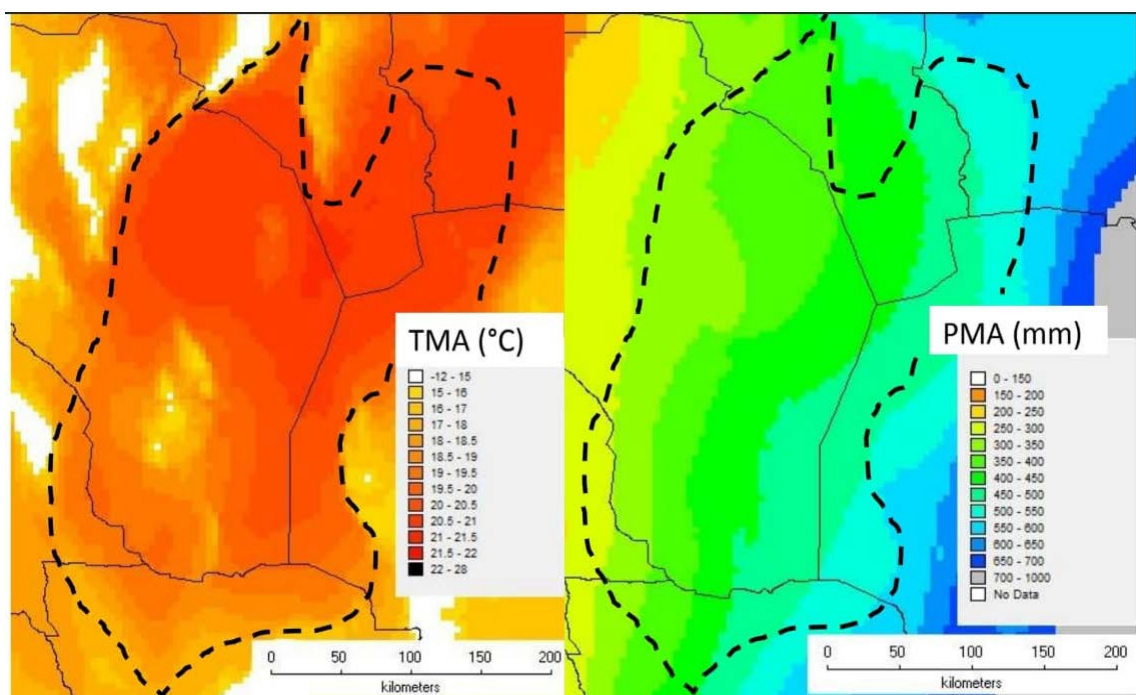 TMA (°C)
-12 - 15
15 - 16
16 - 17
17 - 18
18 - 18.5
18.5 - 19
19 - 19.5
19.5 - 20
20 - 20.5
20.5 - 21
21 - 21.5
21.5 - 22
22 - 28
0 50 100 150 200
kilometers
PMA (mm)
0 - 150
150 - 200
200 - 250
250 - 300
300 - 350
350 - 400
400 - 450
450 - 500
500 - 550
550 - 600
600 - 650
650 - 700
700 - 1000
No Data
0 50 100 150 200
kilometers